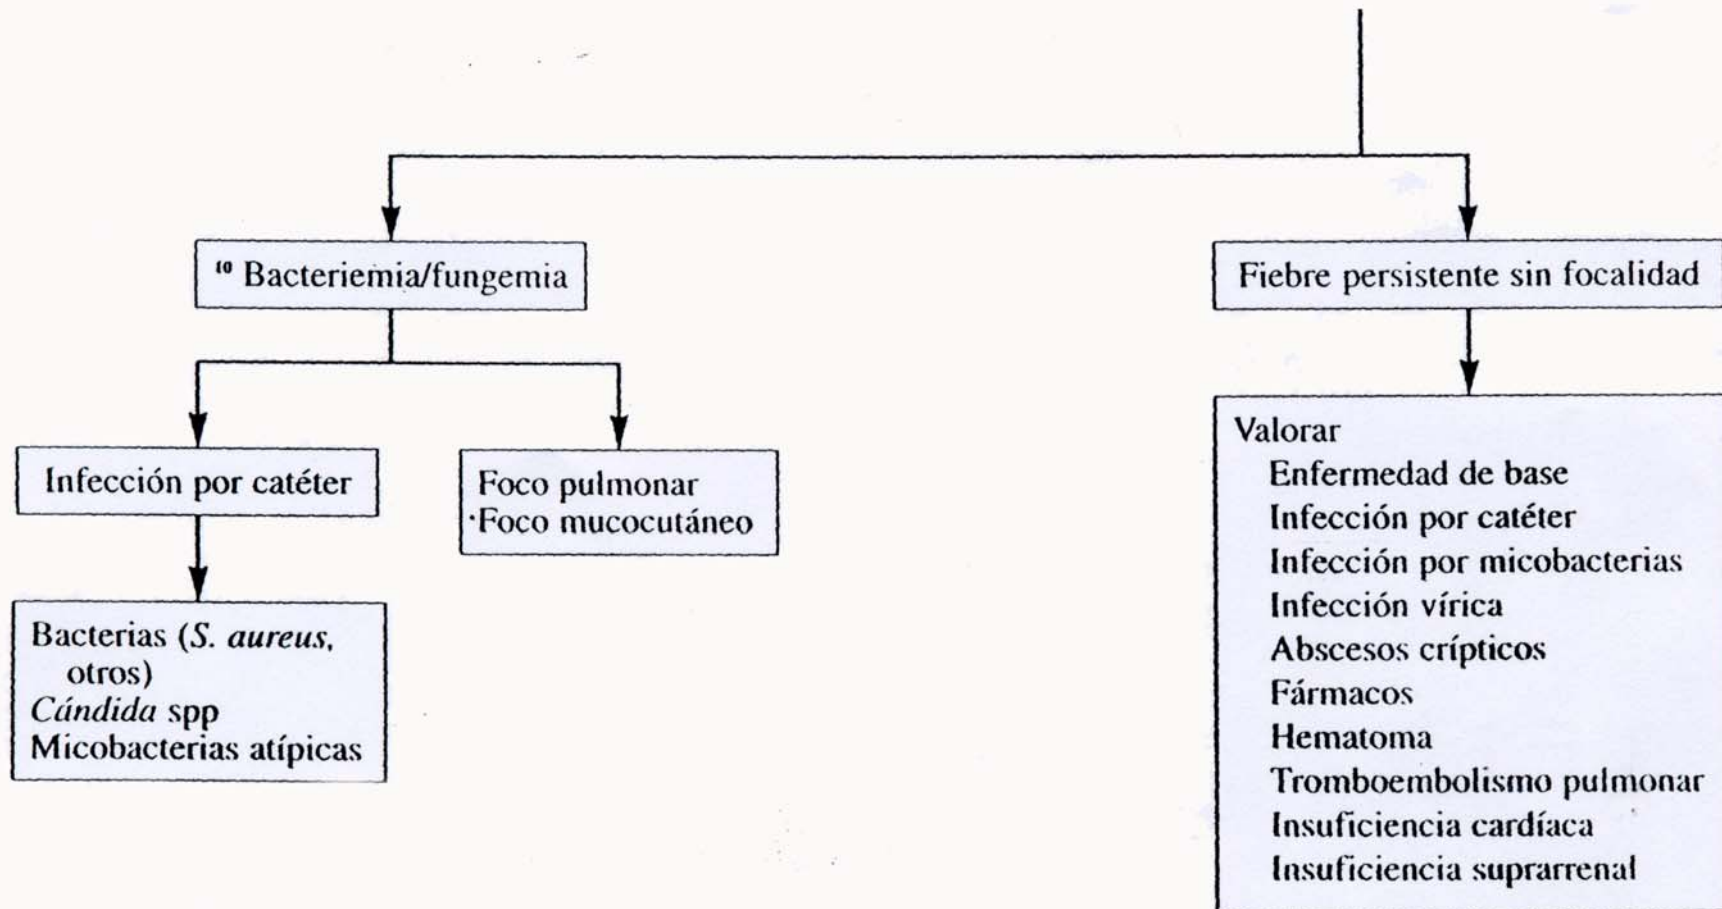 ¹⁰ Bacteriemia/fungemia
Fiebre persistente sin focalidad
Infección por catéter
Foco pulmonar
Foco mucocutáneo
Bacterias (S. aureus,
otros)
Cándida spp
Micobacterias atípicas
Valorar
Enfermedad de base
Infección por catéter
Infección por micobacterias
Infección vírica
Abscesos crípticos
Fármacos
Hematoma
Tromboembolismo pulmonar
Insuficiencia cardíaca
Insuficiencia suprarrenal